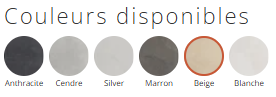 Couleurs disponibles
Anthracite Cendre Silver Marron Beige Blanche